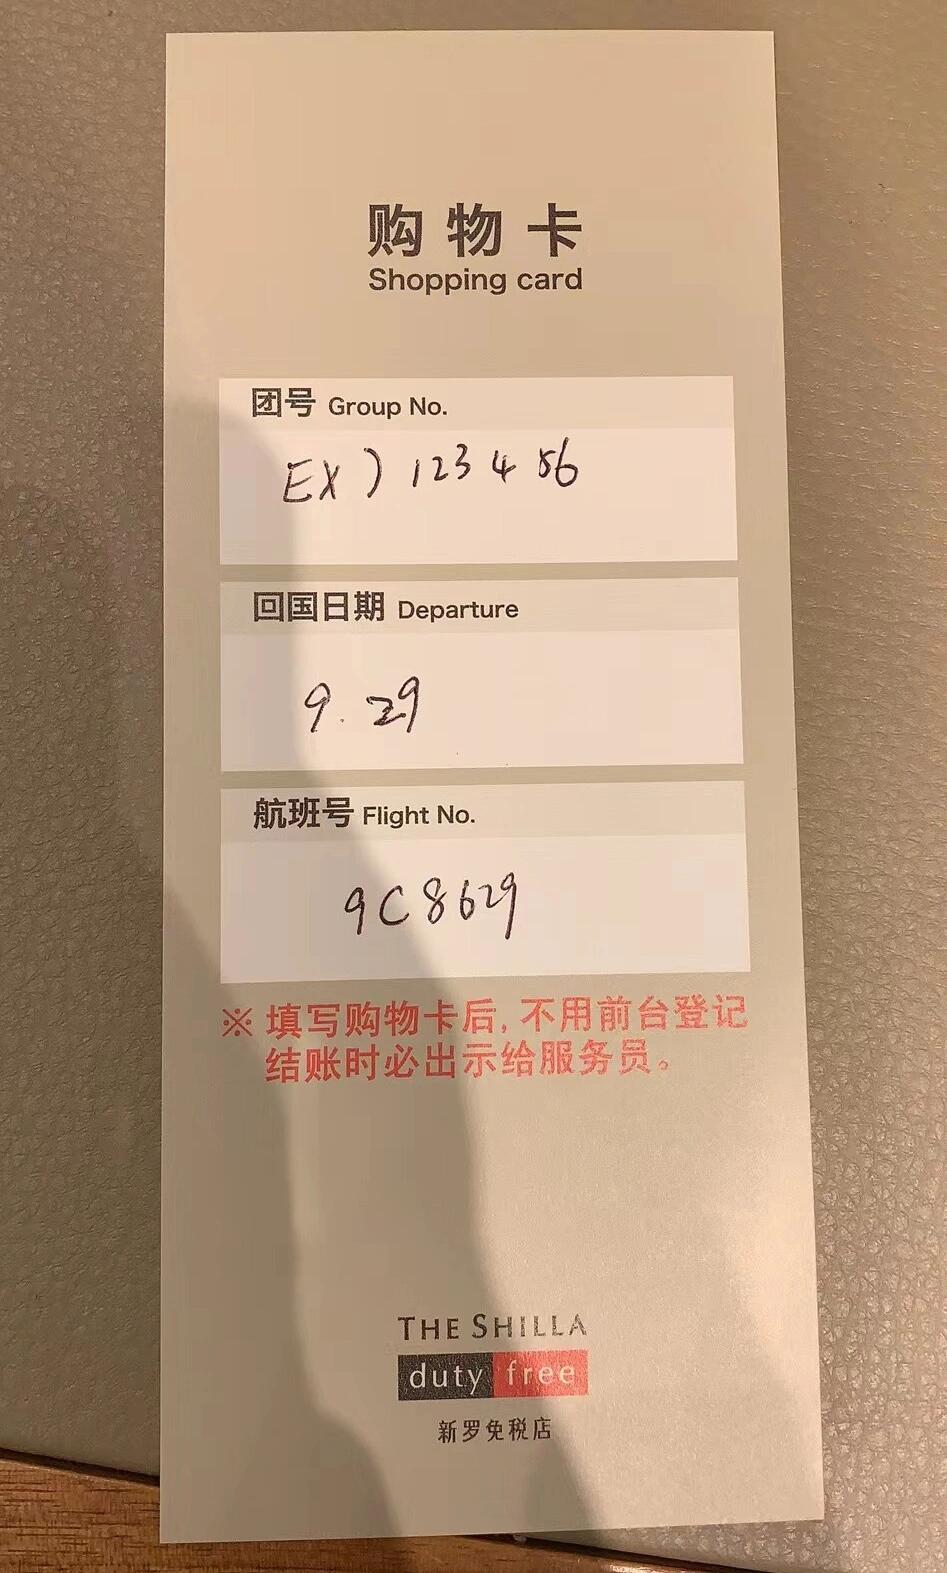 购物卡
Shopping card
团号 Group No.
EX) 123456
回国日期 Departure
9.29
航班号 Flight No.
9C8629
※ 填写购物卡后, 不用前台登记
结账时必出示给服务员。
THE SHILLA
duty free
新罗免税店